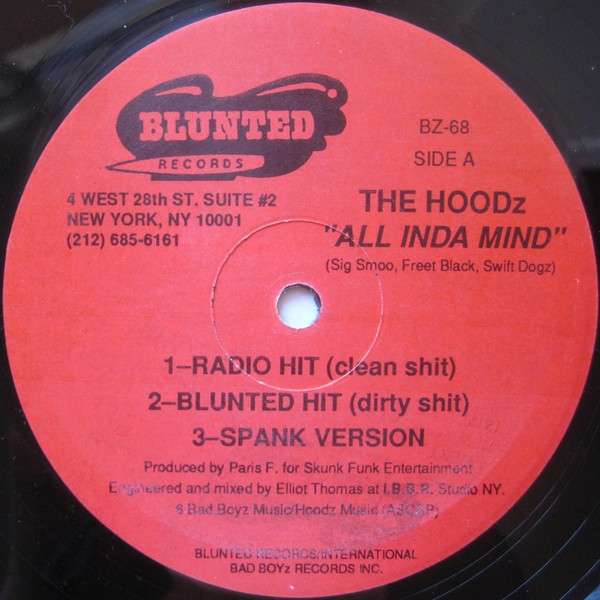 BLUNTED
RECORDS
4 WEST 28th ST. SUITE #2
NEW YORK, NY 10001
(212) 685-6161
BZ-68
SIDE A
THE HOODz
"ALL INDA MIND"
(Sig Smoo, Freet Black, Swift Dogz)
1–RADIO HIT (clean shit)
2–BLUNTED HIT (dirty shit)
3–SPANK VERSION
Produced by Paris F. for Skunk Funk Entertainment
Engineered and mixed by Elliot Thomas at I.B.G.R. Studio NY.
6 Bad Boyz Music/Hoodz Music (ASCAP)
BLUNTED RECORDS/INTERNATIONAL
BAD BOYz RECORDS INC.